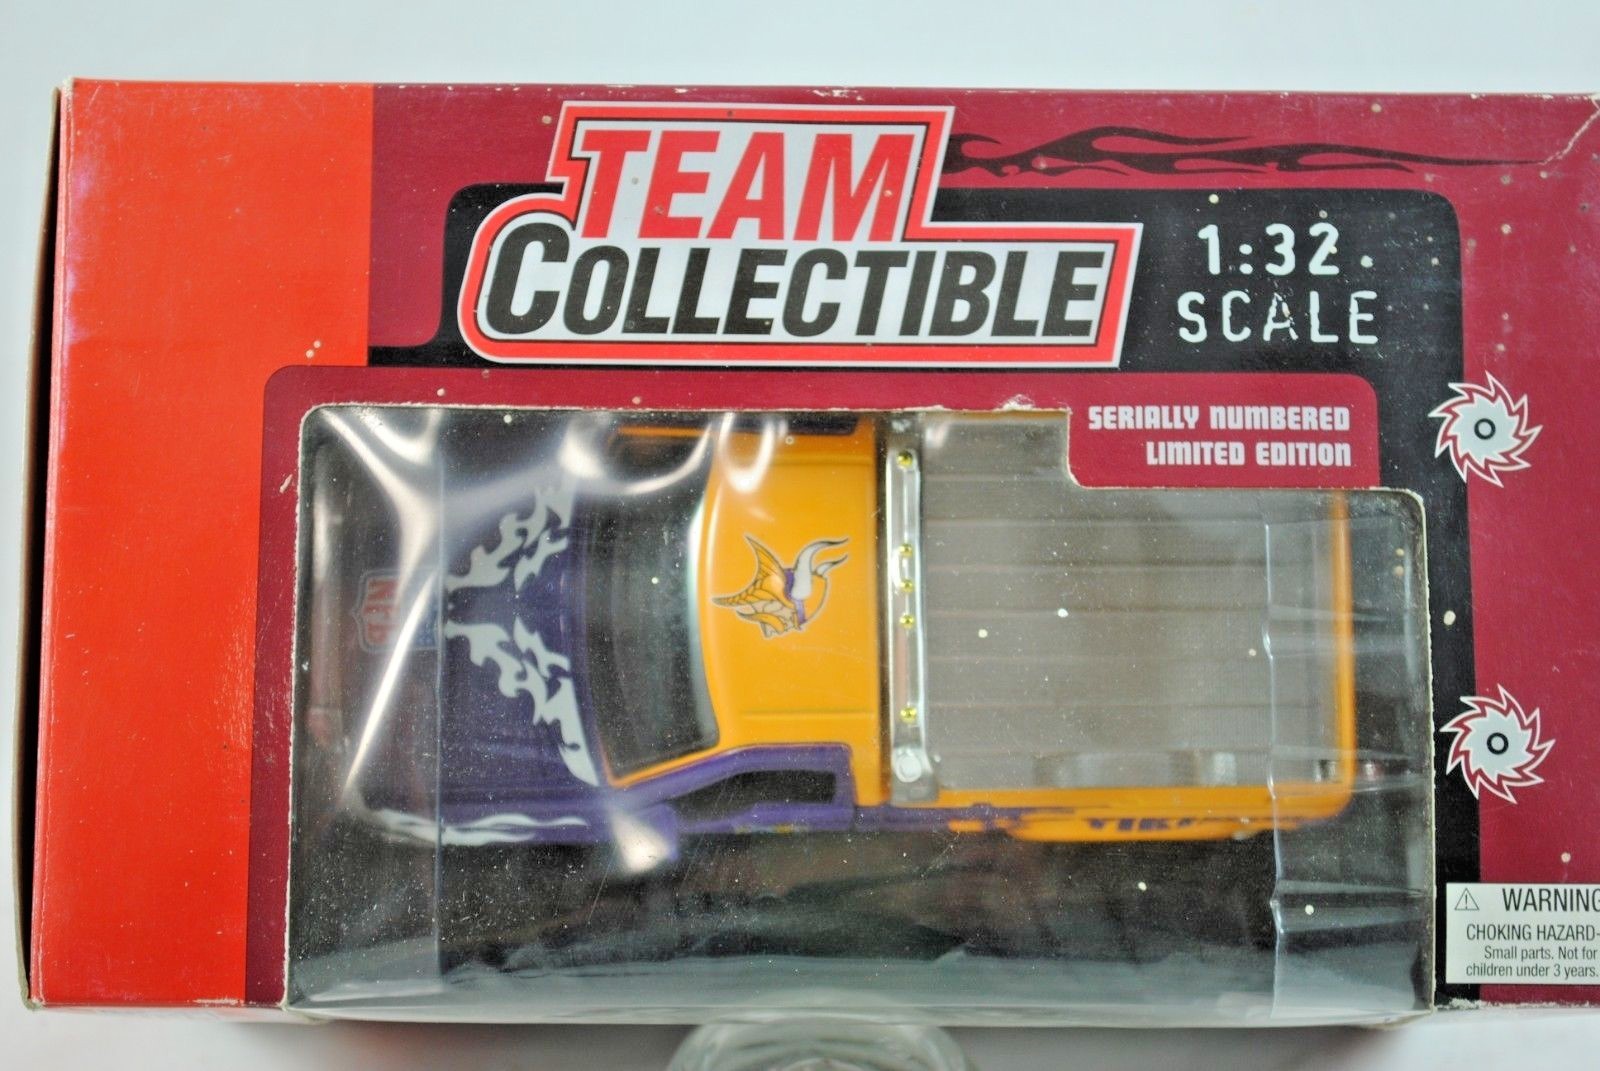 TEAM
COLLECTIBLE
1:32
SCALE
SERIALLY NUMBERED
LIMITED EDITION
NFL
⚠ WARNING
CHOKING HAZARD-
Small parts. Not for
children under 3 years.